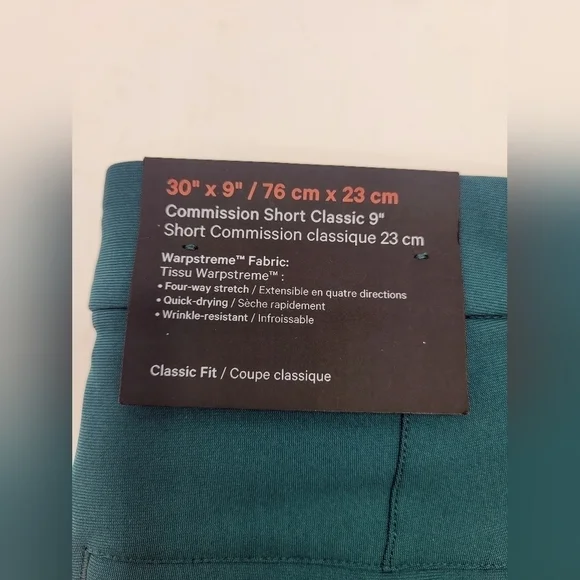 30" x 9" / 76 cm x 23 cm
Commission Short Classic 9"
Short Commission classique 23 cm
Warpstreme™ Fabric:
Tissu Warpstreme™ :
• Four-way stretch / Extensible en quatre directions
• Quick-drying / Sèche rapidement
• Wrinkle-resistant / Infroissable
Classic Fit / Coupe classique